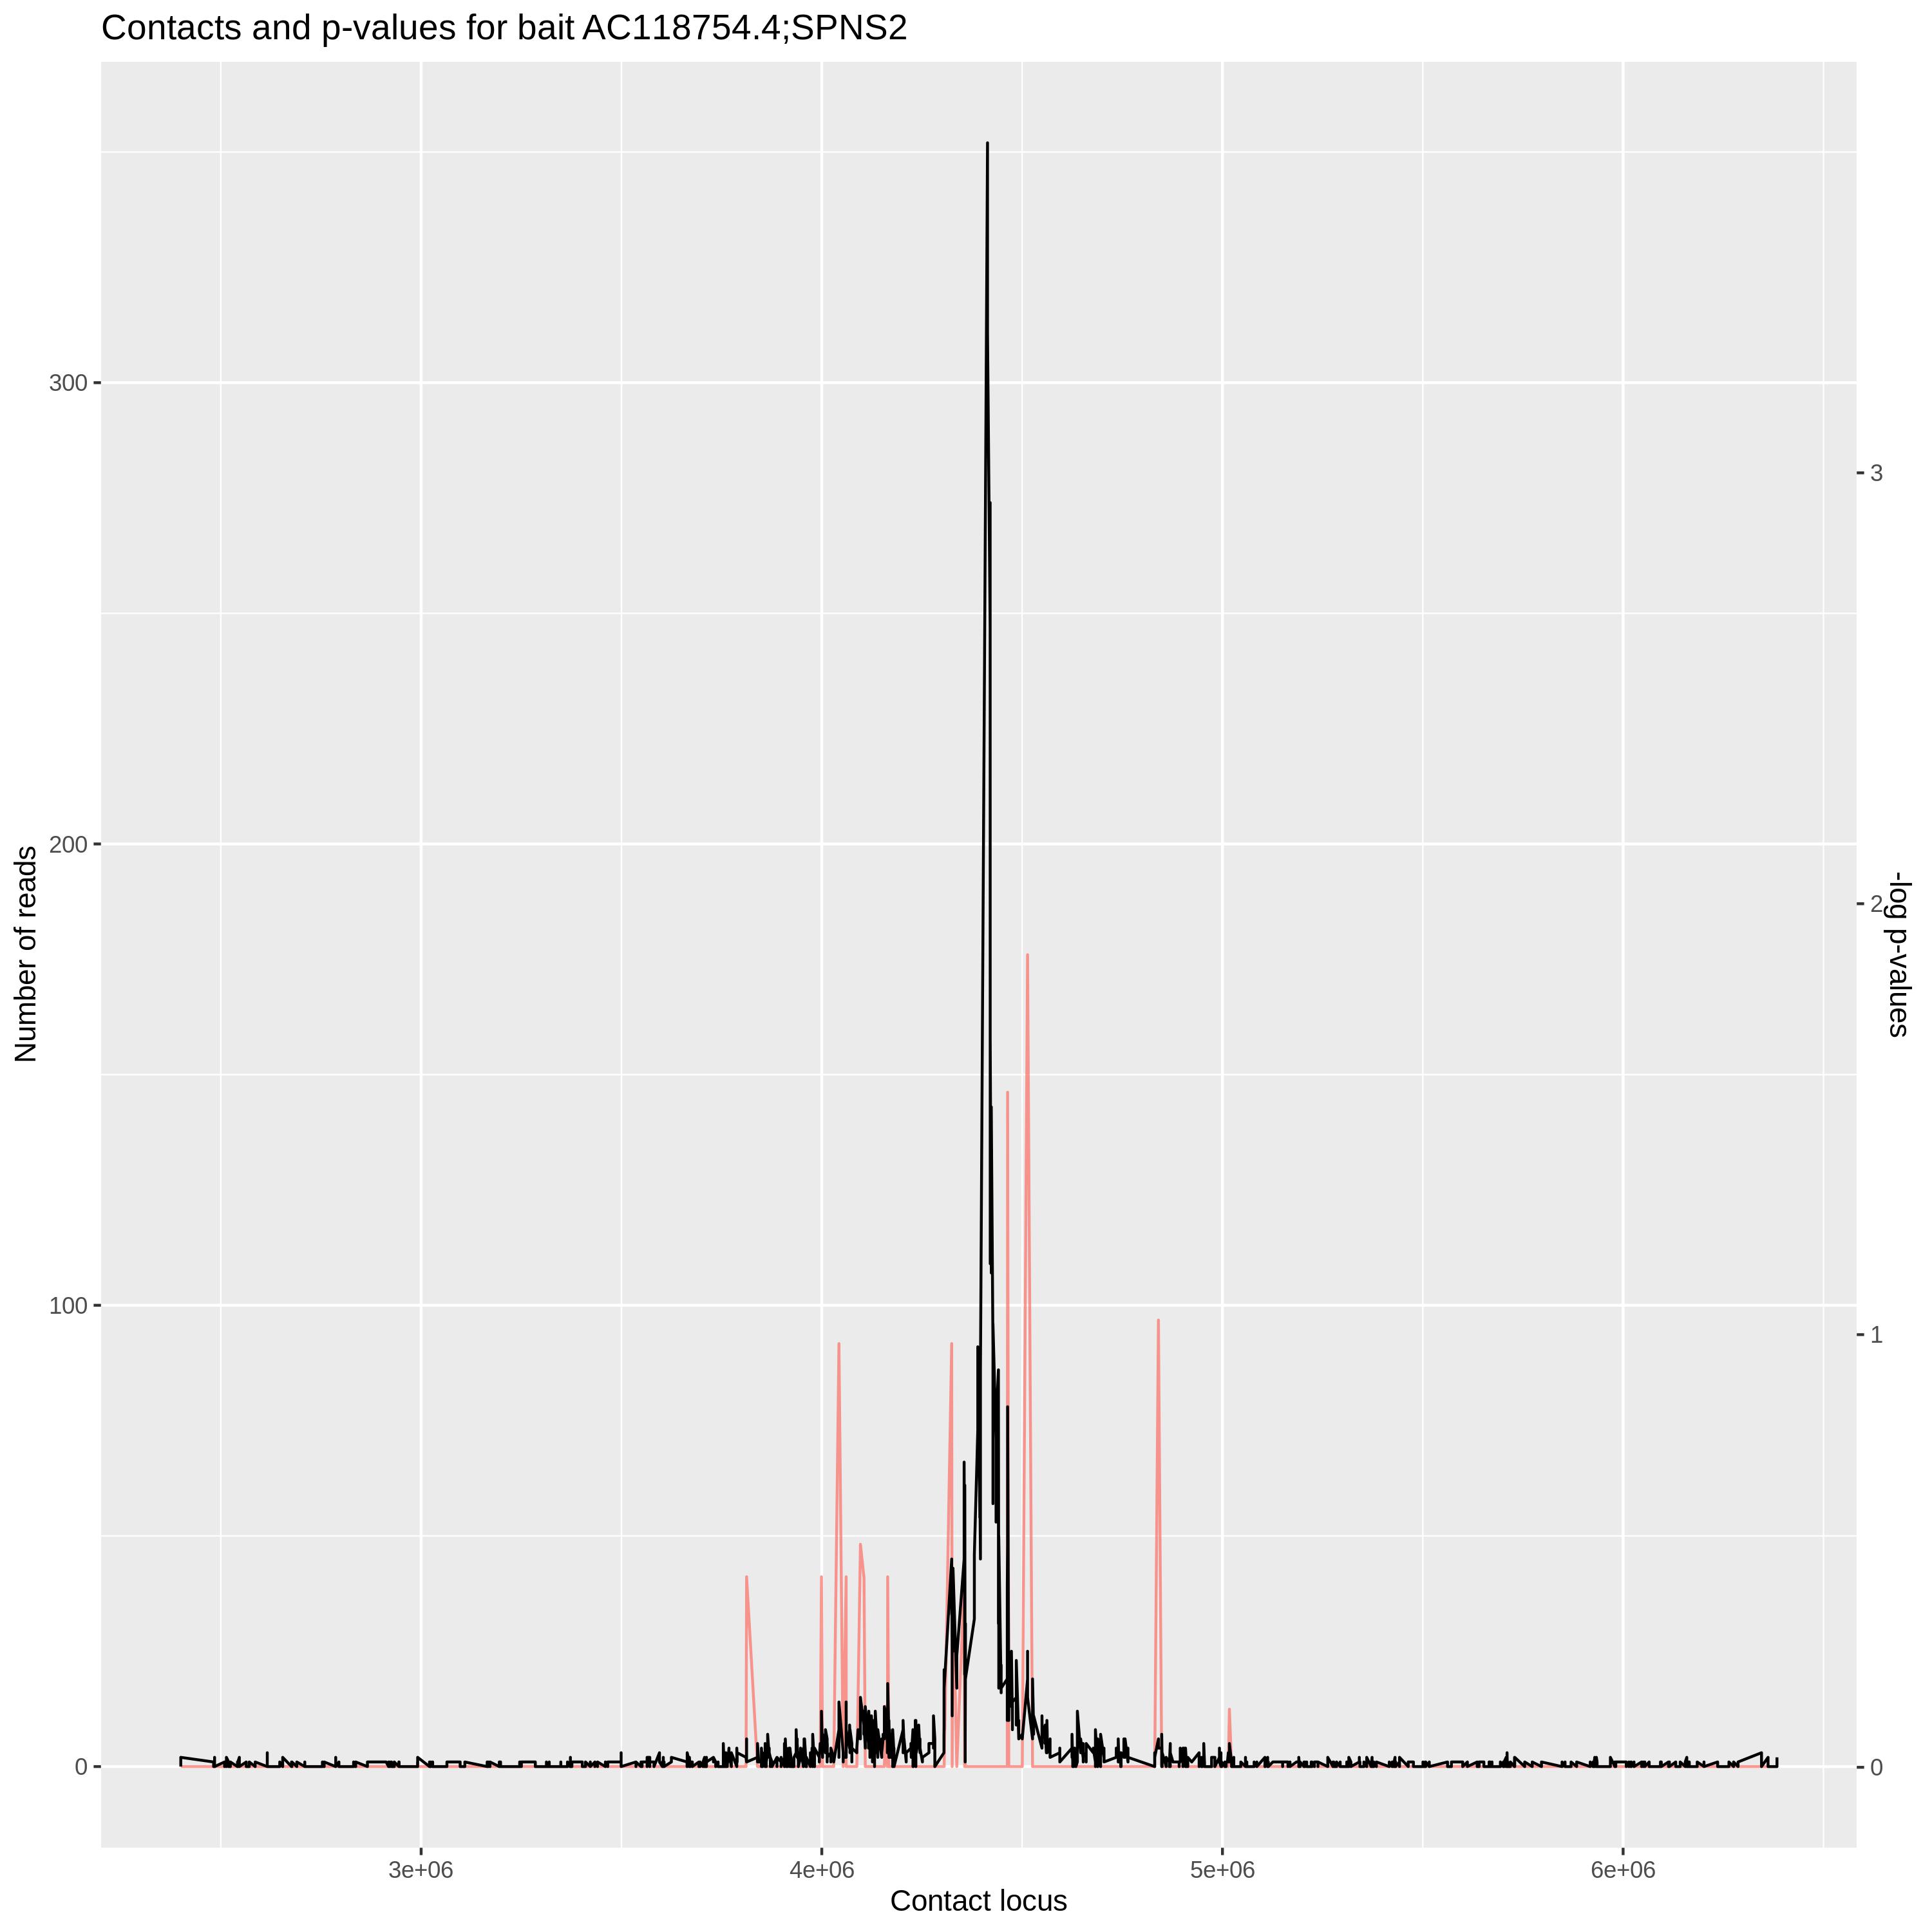 Contacts and p-values for bait AC118754.4;SPNS2
Number of reads
300
200
100
0
3
2
1
0
-log p-values
3e+06
4e+06
5e+06
6e+06
Contact locus